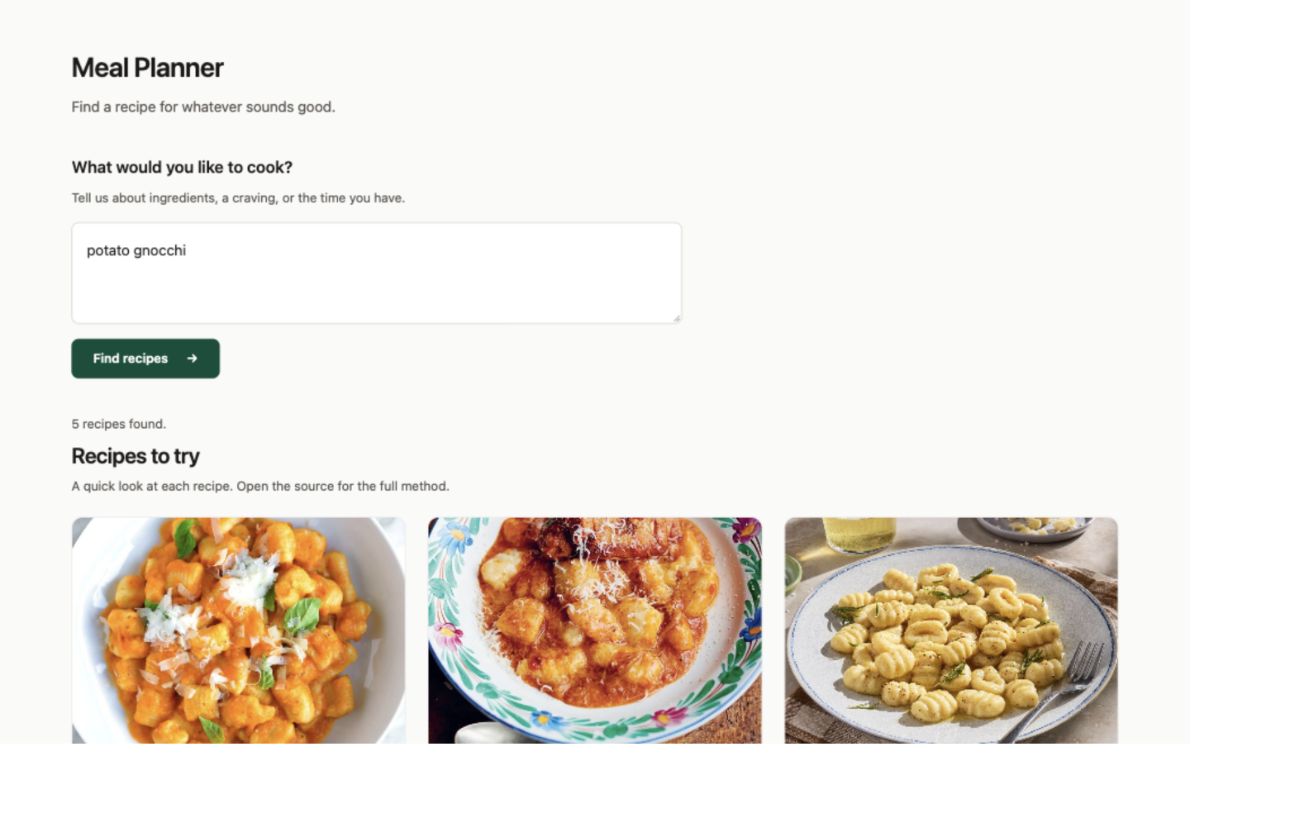 Meal Planner
Find a recipe for whatever sounds good.
What would you like to cook?
Tell us about ingredients, a craving, or the time you have.
potato gnocchi
Find recipes →
5 recipes found.
Recipes to try
A quick look at each recipe. Open the source for the full method.